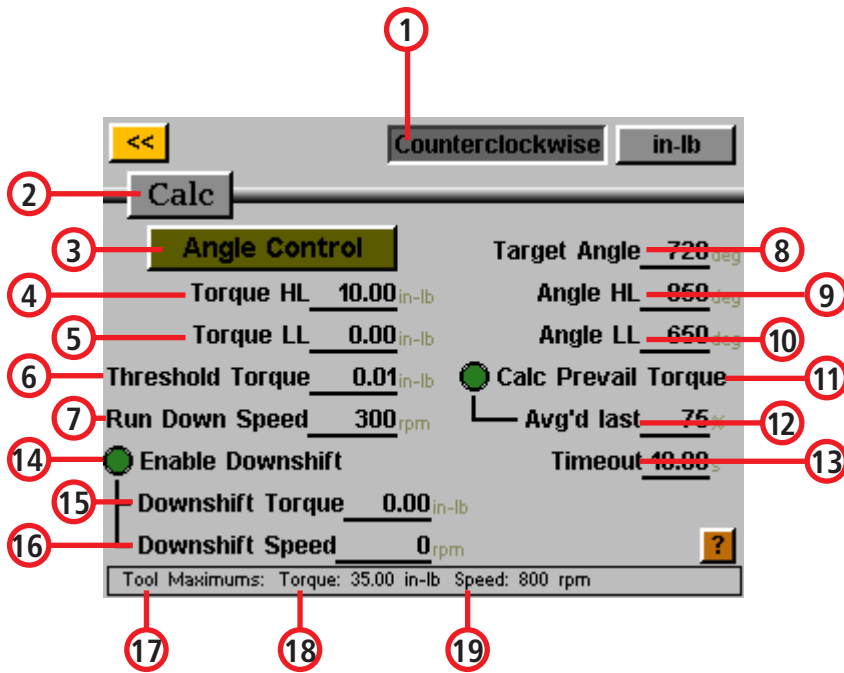 1
<< Counterclockwise in-lb
2 Calc
3 Angle Control Target Angle 720 deg 8
4 Torque HL 10.00 in-lb Angle HL 850 deg 9
5 Torque LL 0.00 in-lb Angle LL 650 deg 10
6 Threshold Torque 0.01 in-lb Calc Prevail Torque 11
7 Run Down Speed 300 rpm Avg'd last 75 % 12
14 Enable Downshift Timeout 10.00 s 13
15 Downshift Torque 0.00 in-lb
16 Downshift Speed 0 rpm ?
Tool Maximums: Torque: 35.00 in-lb Speed: 800 rpm
17 18 19